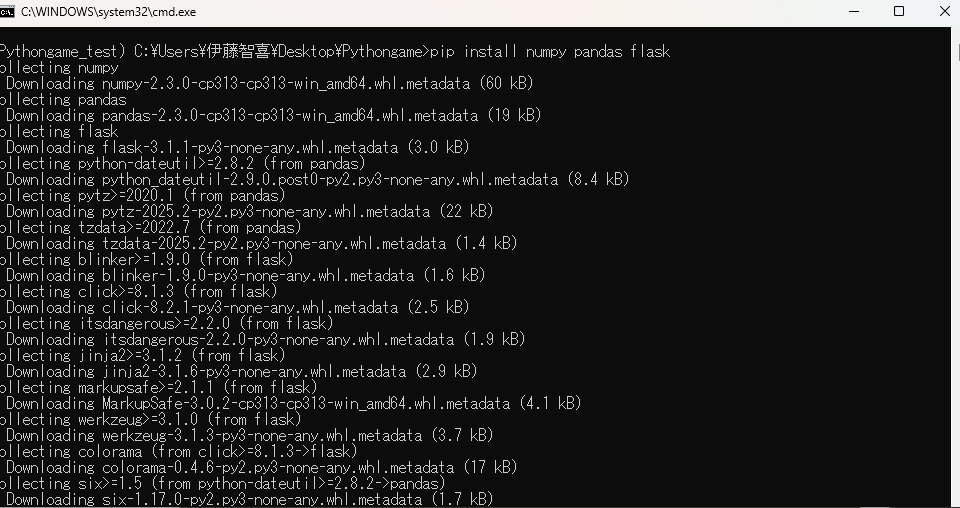 C:\WINDOWS\system32\cmd.exe
Pythongame_test) C:¥Users¥伊藤智喜¥Desktop¥Pythongame>pip install numpy pandas flask
ollecting numpy
Downloading numpy-2.3.0-cp313-cp313-win_amd64.whl.metadata (60 kB)
ollecting pandas
Downloading pandas-2.3.0-cp313-cp313-win_amd64.whl.metadata (19 kB)
ollecting flask
Downloading flask-3.1.1-py3-none-any.whl.metadata (3.0 kB)
ollecting python-dateutil>=2.8.2 (from pandas)
Downloading python_dateutil-2.9.0.post0-py2.py3-none-any.whl.metadata (8.4 kB)
ollecting pytz>=2020.1 (from pandas)
Downloading pytz-2025.2-py2.py3-none-any.whl.metadata (22 kB)
ollecting tzdata>=2022.7 (from pandas)
Downloading tzdata-2025.2-py2.py3-none-any.whl.metadata (1.4 kB)
ollecting blinker>=1.9.0 (from flask)
Downloading blinker-1.9.0-py3-none-any.whl.metadata (1.6 kB)
ollecting click>=8.1.3 (from flask)
Downloading click-8.2.1-py3-none-any.whl.metadata (2.5 kB)
ollecting itsdangerous>=2.2.0 (from flask)
Downloading itsdangerous-2.2.0-py3-none-any.whl.metadata (1.9 kB)
ollecting jinja2>=3.1.2 (from flask)
Downloading jinja2-3.1.6-py3-none-any.whl.metadata (2.9 kB)
ollecting markupsafe>=2.1.1 (from flask)
Downloading MarkupSafe-3.0.2-cp313-cp313-win_amd64.whl.metadata (4.1 kB)
ollecting werkzeug>=3.1.0 (from flask)
Downloading werkzeug-3.1.3-py3-none-any.whl.metadata (3.7 kB)
ollecting colorama (from click>=8.1.3->flask)
Downloading colorama-0.4.6-py2.py3-none-any.whl.metadata (17 kB)
ollecting six>=1.5 (from python-dateutil>=2.8.2->pandas)
Downloading six-1.17.0-py2.py3-none-any.whl.metadata (1.7 kB)